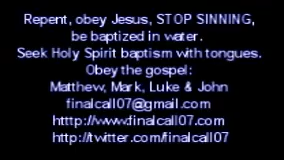 Repent, obey Jesus, STOP SINNING,
be baptized in water.
Seek Holy Spirit baptism with tongues.
Obey the gospel:
Matthew, Mark, Luke & John
finalcall07@gmail.com
htttp://www.finalcall07.com
http://twitter.com/finalcall07